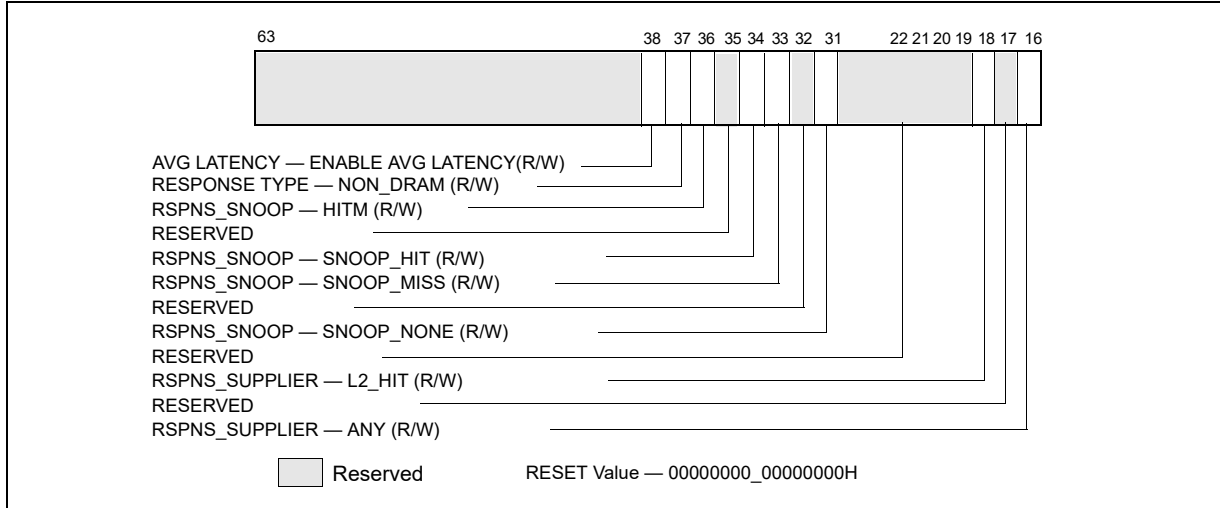 63 38 37 36 35 34 33 32 31 22 21 20 19 18 17 16
AVG LATENCY — ENABLE AVG LATENCY(R/W)
RESPONSE TYPE — NON_DRAM (R/W)
RSPNS_SNOOP — HITM (R/W)
RESERVED
RSPNS_SNOOP — SNOOP_HIT (R/W)
RSPNS_SNOOP — SNOOP_MISS (R/W)
RESERVED
RSPNS_SNOOP — SNOOP_NONE (R/W)
RESERVED
RSPNS_SUPPLIER — L2_HIT (R/W)
RESERVED
RSPNS_SUPPLIER — ANY (R/W)
Reserved RESET Value — 00000000_00000000H